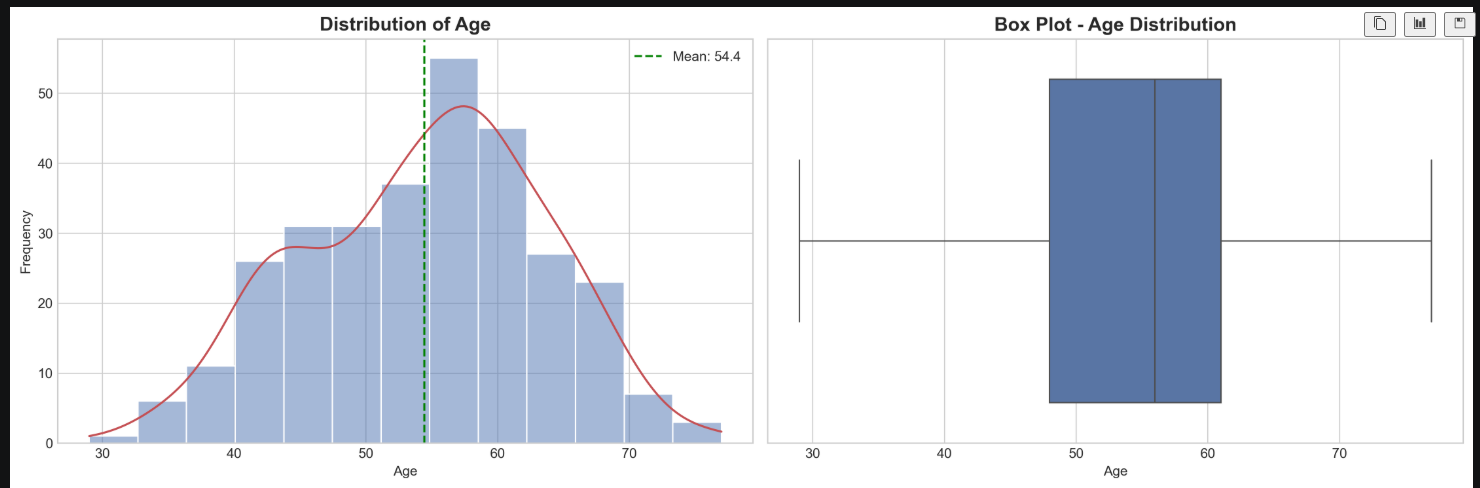 Distribution of Age
Mean: 54.4
Frequency
50
40
30
20
10
0
30 40 50 60 70
Age
Box Plot - Age Distribution
30 40 50 60 70
Age